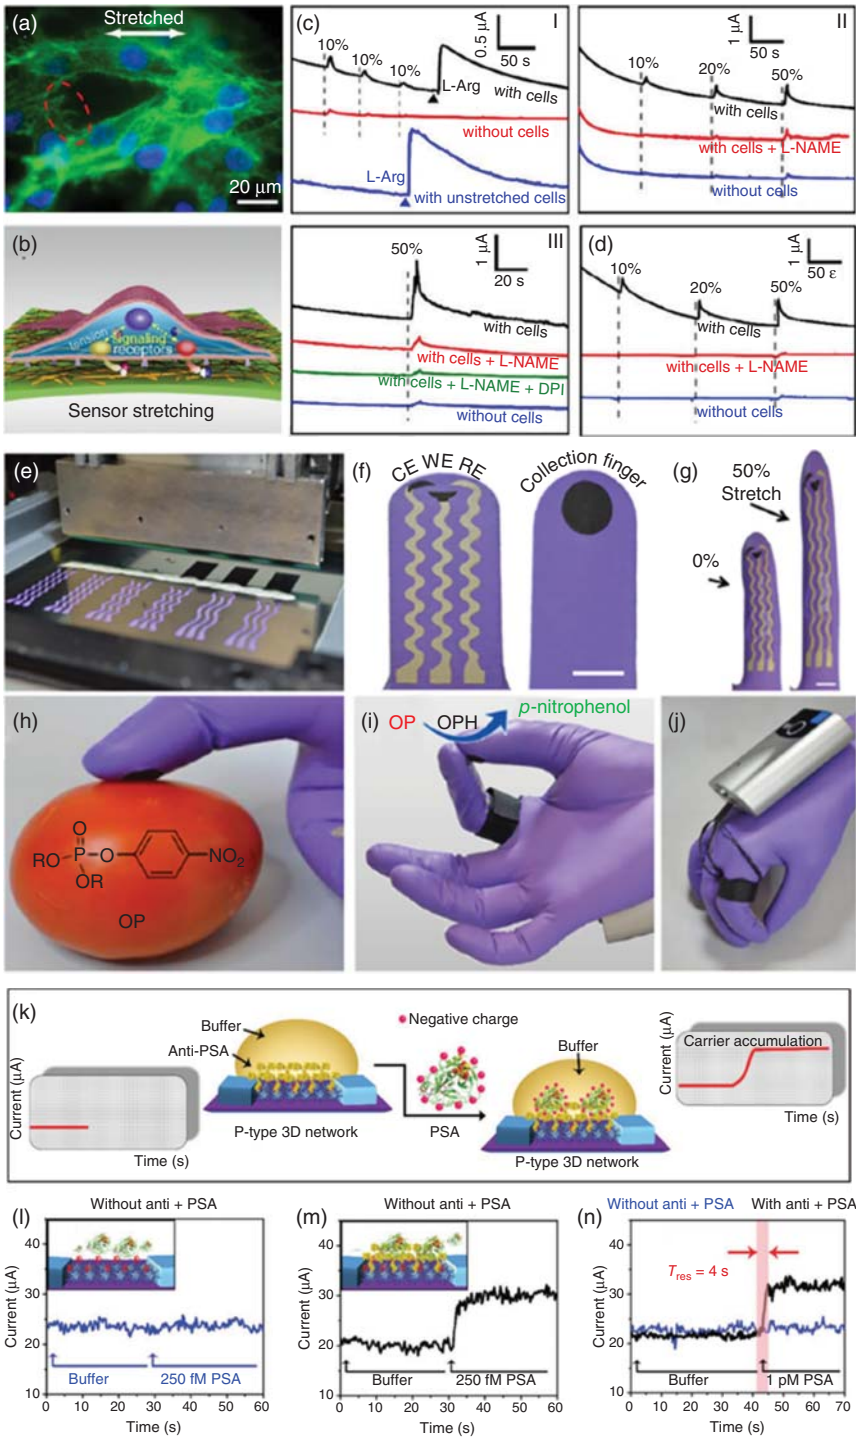 (a)
Stretched
20 μm
(b)
tension
signaling
receptors
Sensor stretching
(c)
I
0.5 μA
50 s
10%
10%
10%
L-Arg
with cells
without cells
L-Arg
with unstretched cells
II
1 μA
50 s
10%
20%
50%
with cells
with cells + L-NAME
without cells
III
1 μA
20 s
50%
with cells
with cells + L-NAME
with cells + L-NAME + DPI
without cells
(d)
1 μA
50 ε
10%
20%
50%
with cells
with cells + L-NAME
without cells
(e)
(f)
CE WE RE
Collection finger
(g)
50%
Stretch
0%
(h)
O
RO
P
O
NO2
OR
OP
(i)
OP
OPH
p-nitrophenol
(j)
(k)
Current (μA)
Time (s)
Buffer
Anti-PSA
P-type 3D network
Negative charge
PSA
Buffer
P-type 3D network
Current (μA)
Carrier accumulation
Time (s)
(l)
Without anti + PSA
Current (μA)
40
30
20
10
Buffer
250 fM PSA
0 10 20 30 40 50 60
Time (s)
(m)
Without anti + PSA
Current (μA)
40
30
20
10
Buffer
250 fM PSA
0 10 20 30 40 50 60
Time (s)
(n)
Without anti + PSA
With anti + PSA
Tres = 4 s
Current (μA)
40
30
20
10
Buffer
1 pM PSA
0 10 20 30 40 50 60 70
Time (s)